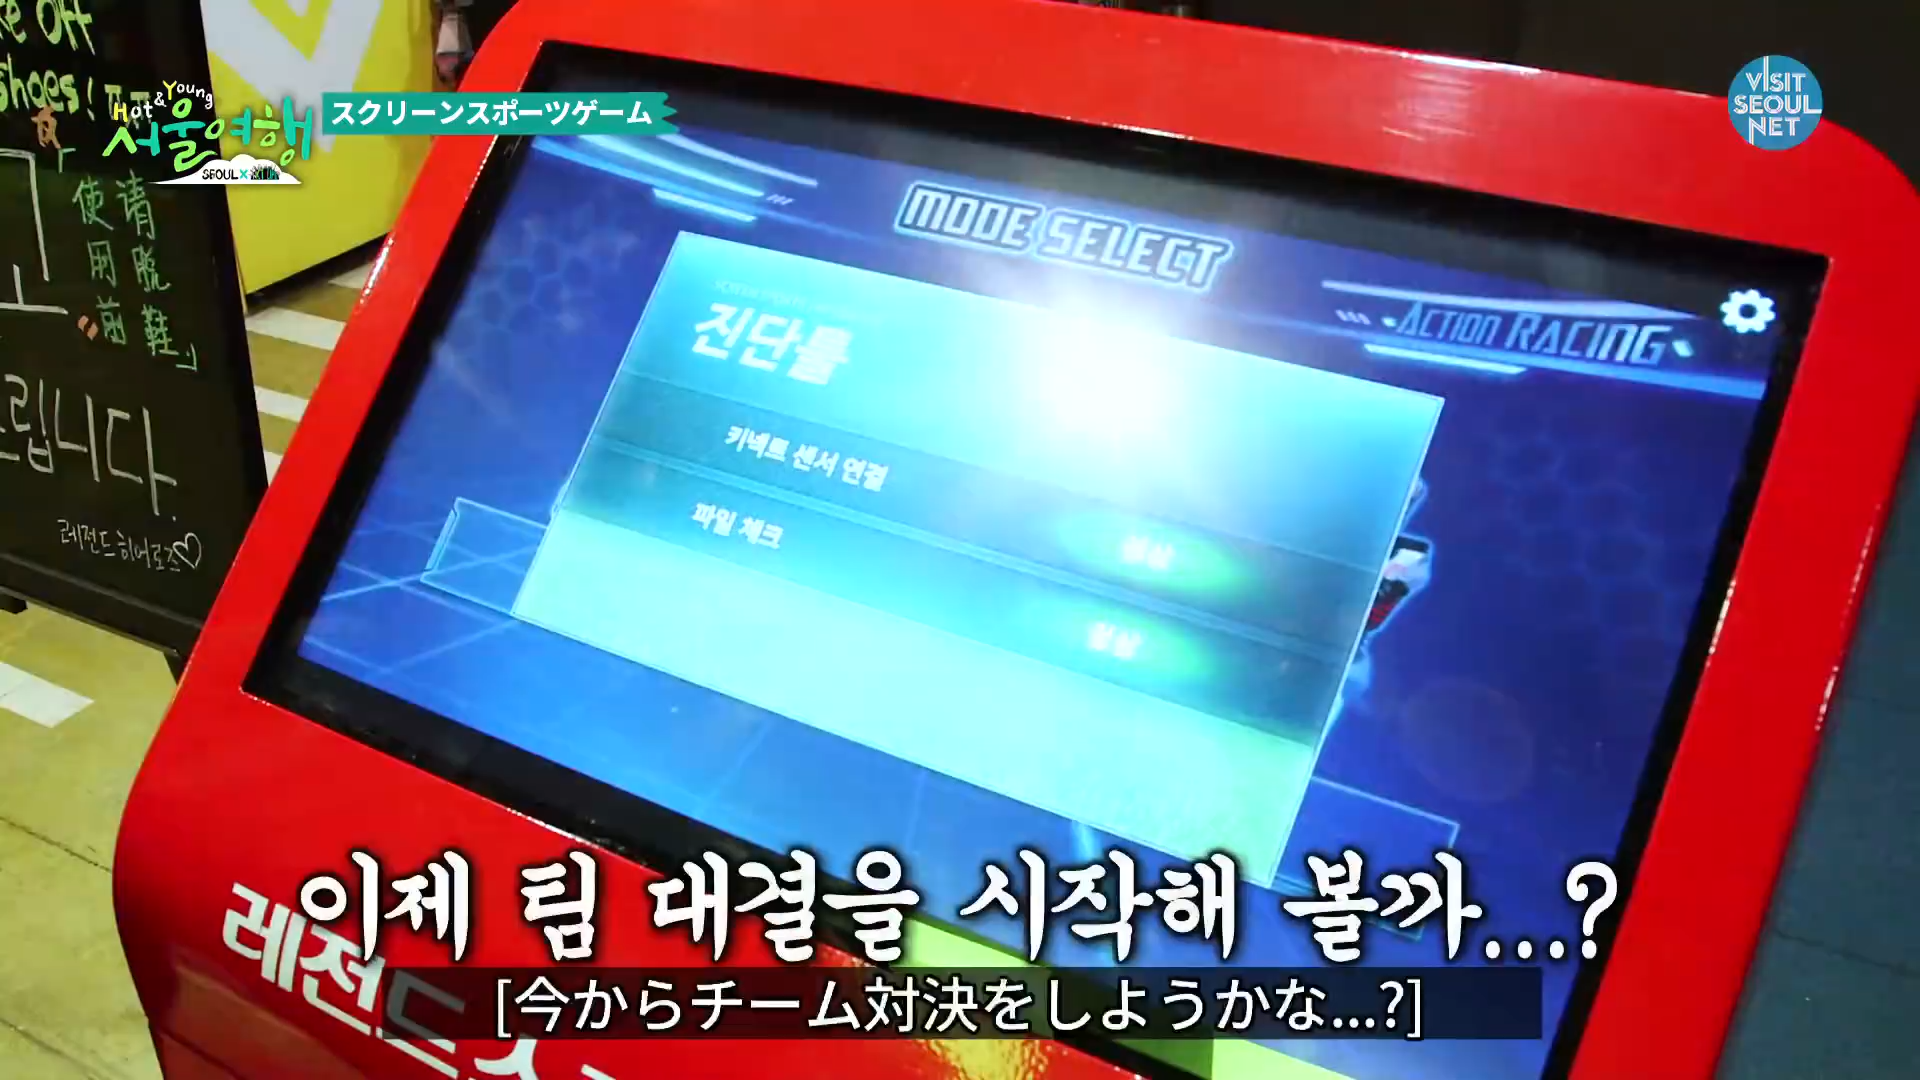 ke Off
Shoes!
Hot & Young
서울여행
SEOUL X
スクリーンスポーツゲーム
VISIT
SEOUL
NET
「请脱鞋」
使用前
드립니다.
레전드히어로즈♡
MODE SELECT
ACTION RACING
진단툴
키넥트 센서 연결
파일 체크
이제 팀 대결을 시작해 볼까...?
레전드
[今からチーム対決をしようかな...?]